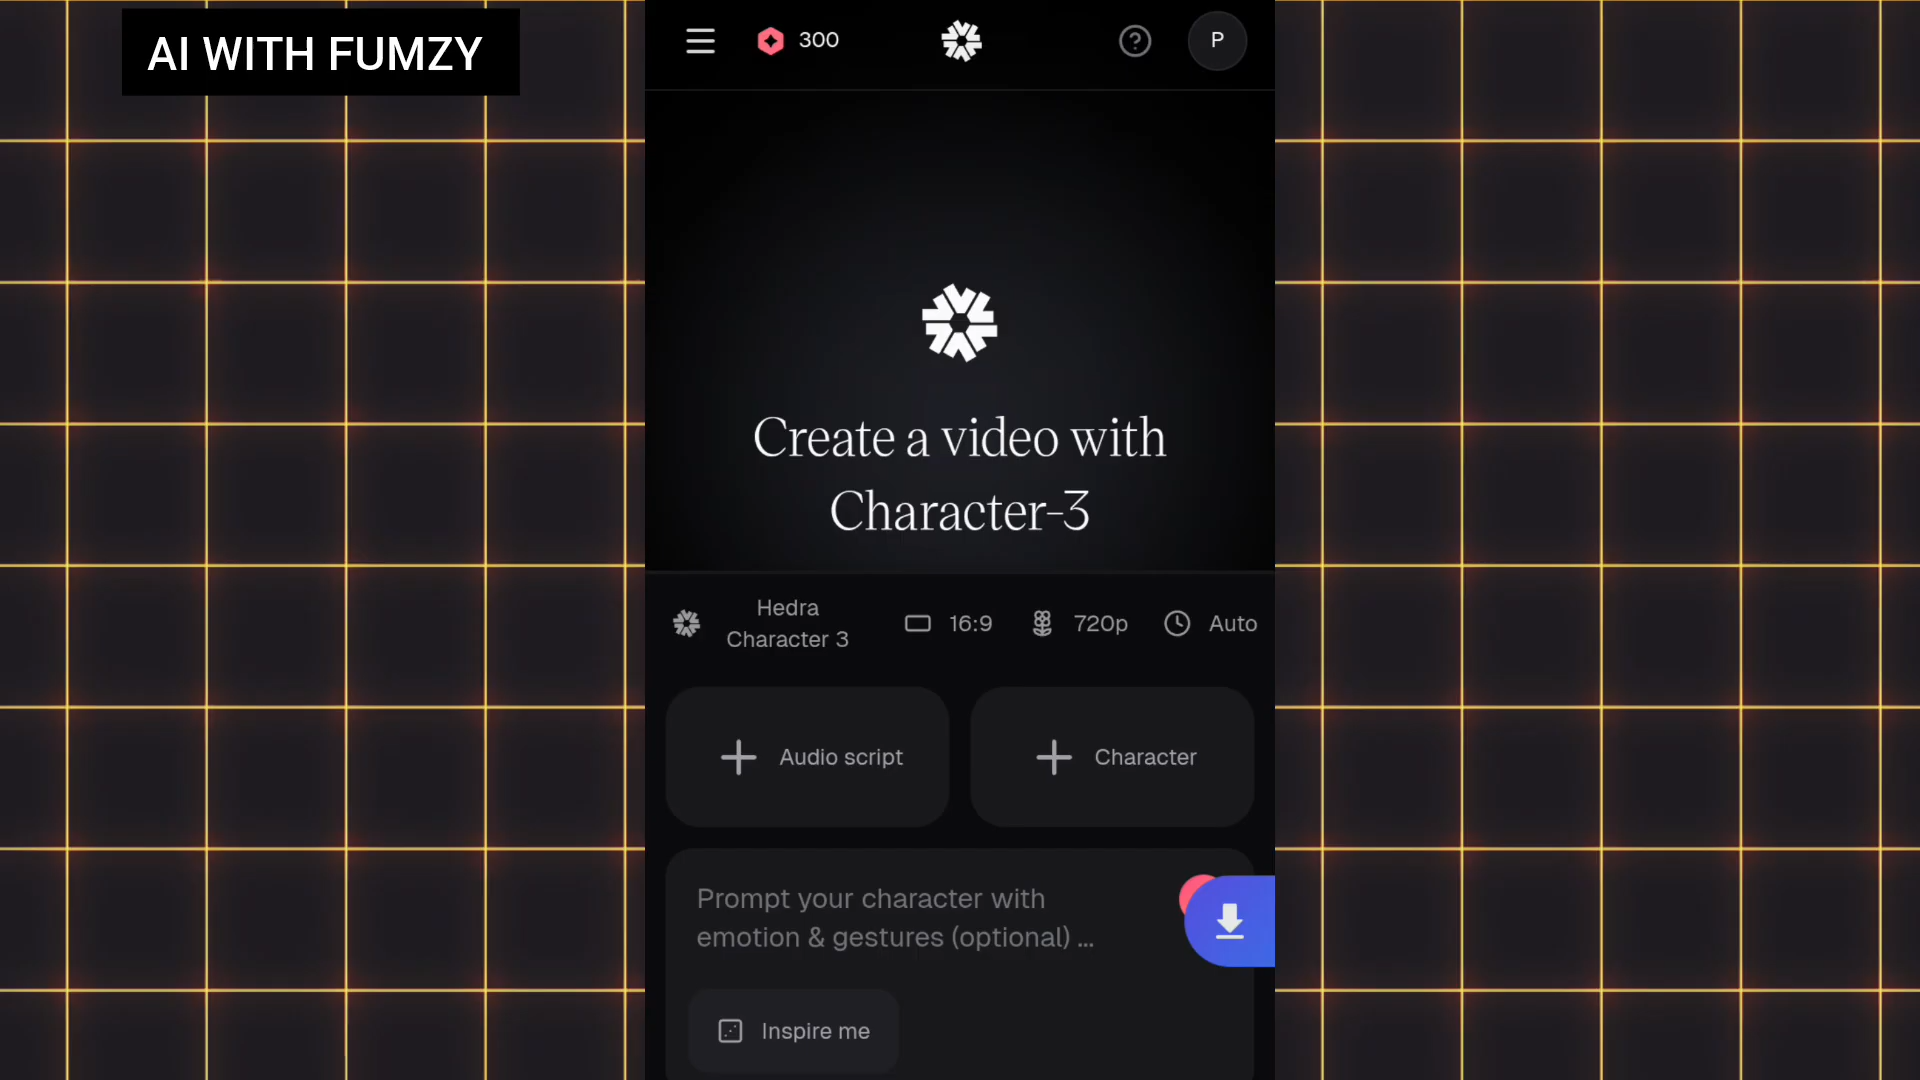 AI WITH FUMZY
300
P
Create a video with
Character-3
Hedra
Character 3
16:9
720p
Auto
Audio script
Character
Prompt your character with
emotion & gestures (optional) ...
Inspire me